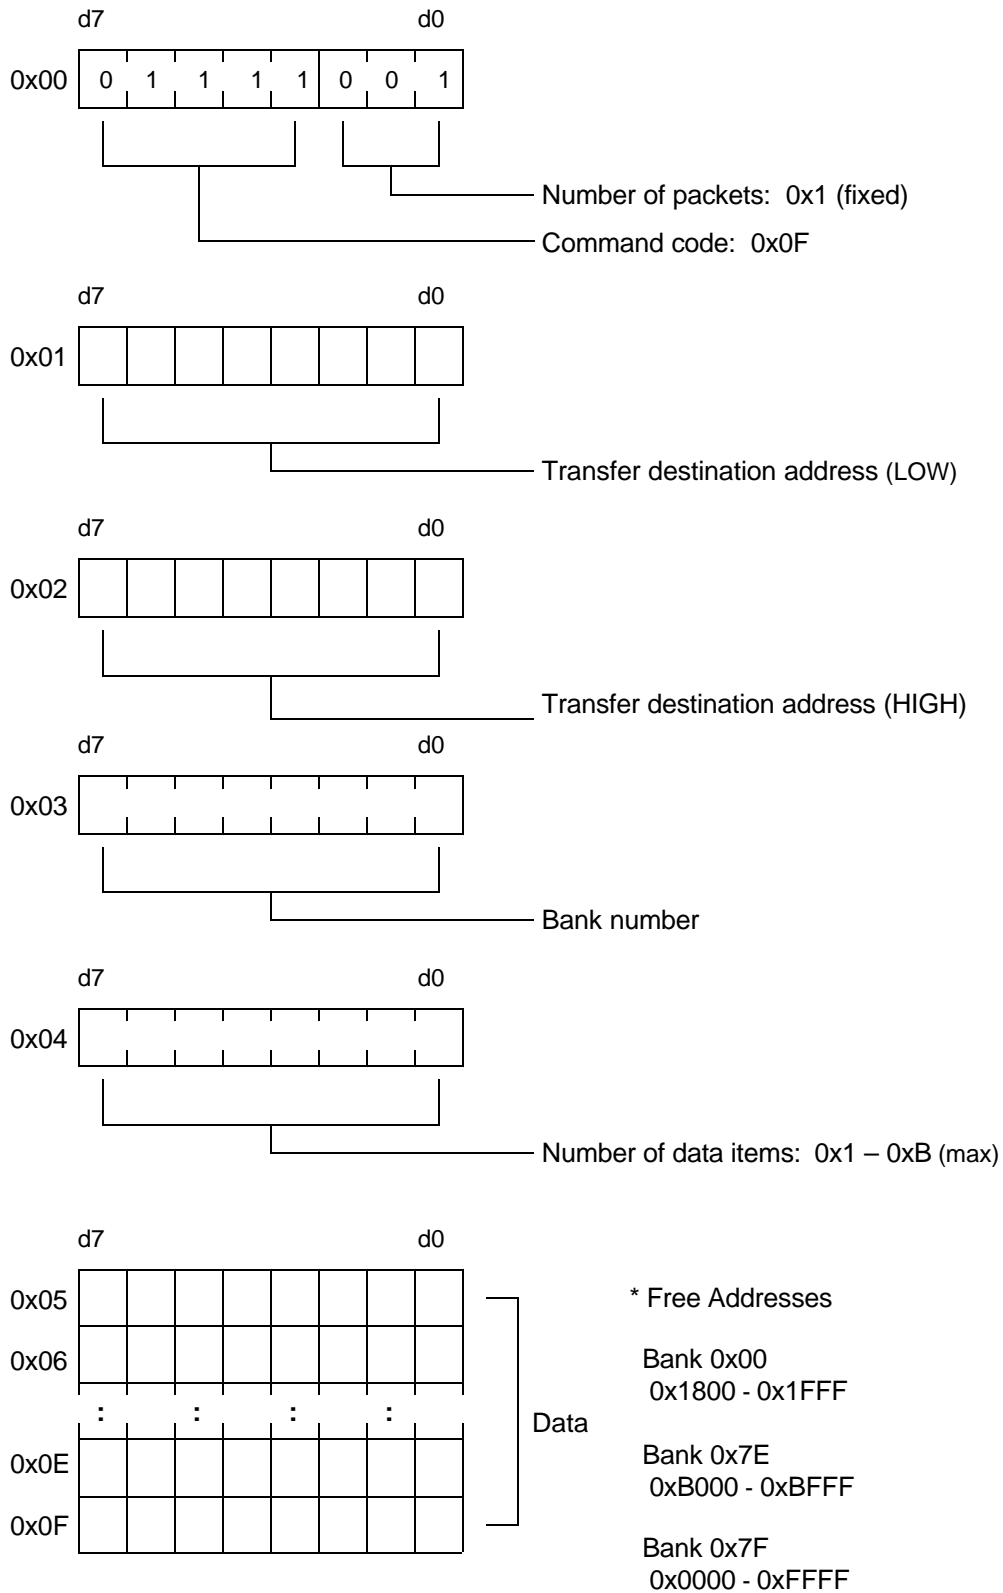 d7 d0
0x00 0 1 1 1 1 0 0 1
Number of packets: 0x1 (fixed)
Command code: 0x0F
d7 d0
0x01
Transfer destination address (LOW)
d7 d0
0x02
Transfer destination address (HIGH)
d7 d0
0x03
Bank number
d7 d0
0x04
Number of data items: 0x1 – 0xB (max)
d7 d0
0x05
* Free Addresses
0x06
Bank 0x00
0x1800 - 0x1FFF
: : : :
Data
0x0E
Bank 0x7E
0xB000 - 0xBFFF
0x0F
Bank 0x7F
0x0000 - 0xFFFF